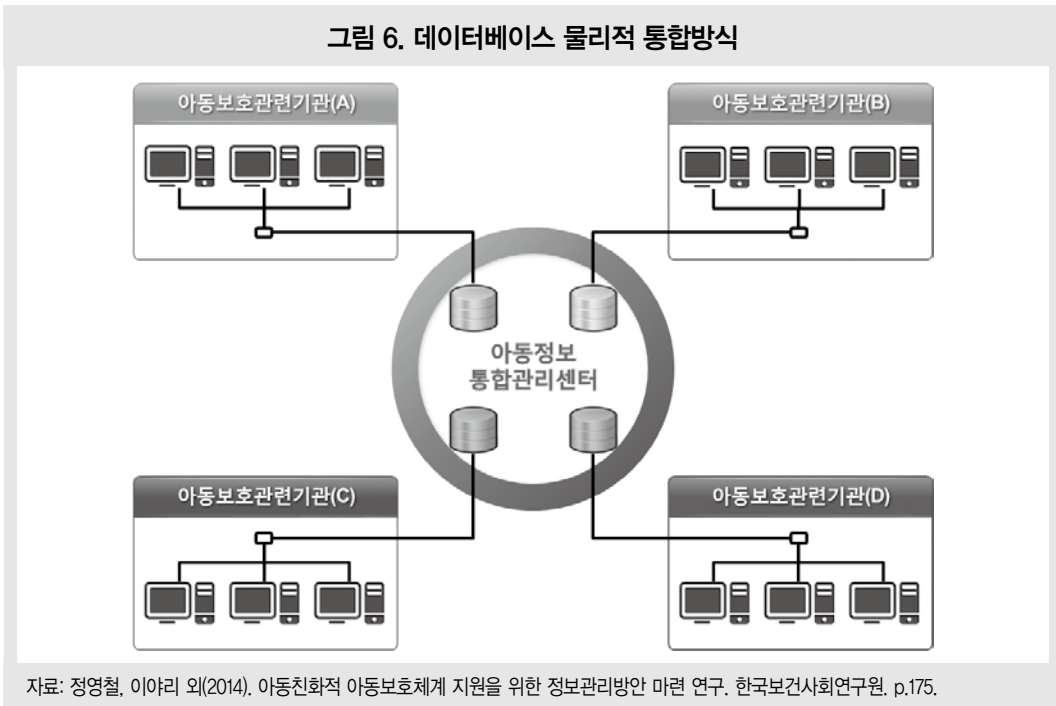 그림 6. 데이터베이스 물리적 통합방식
아동보호관련기관(A)
아동보호관련기관(B)
아동정보
통합관리센터
아동보호관련기관(C)
아동보호관련기관(D)
자료: 정영철, 이야리 외(2014). 아동친화적 아동보호체계 지원을 위한 정보관리방안 마련 연구. 한국보건사회연구원. p.175.